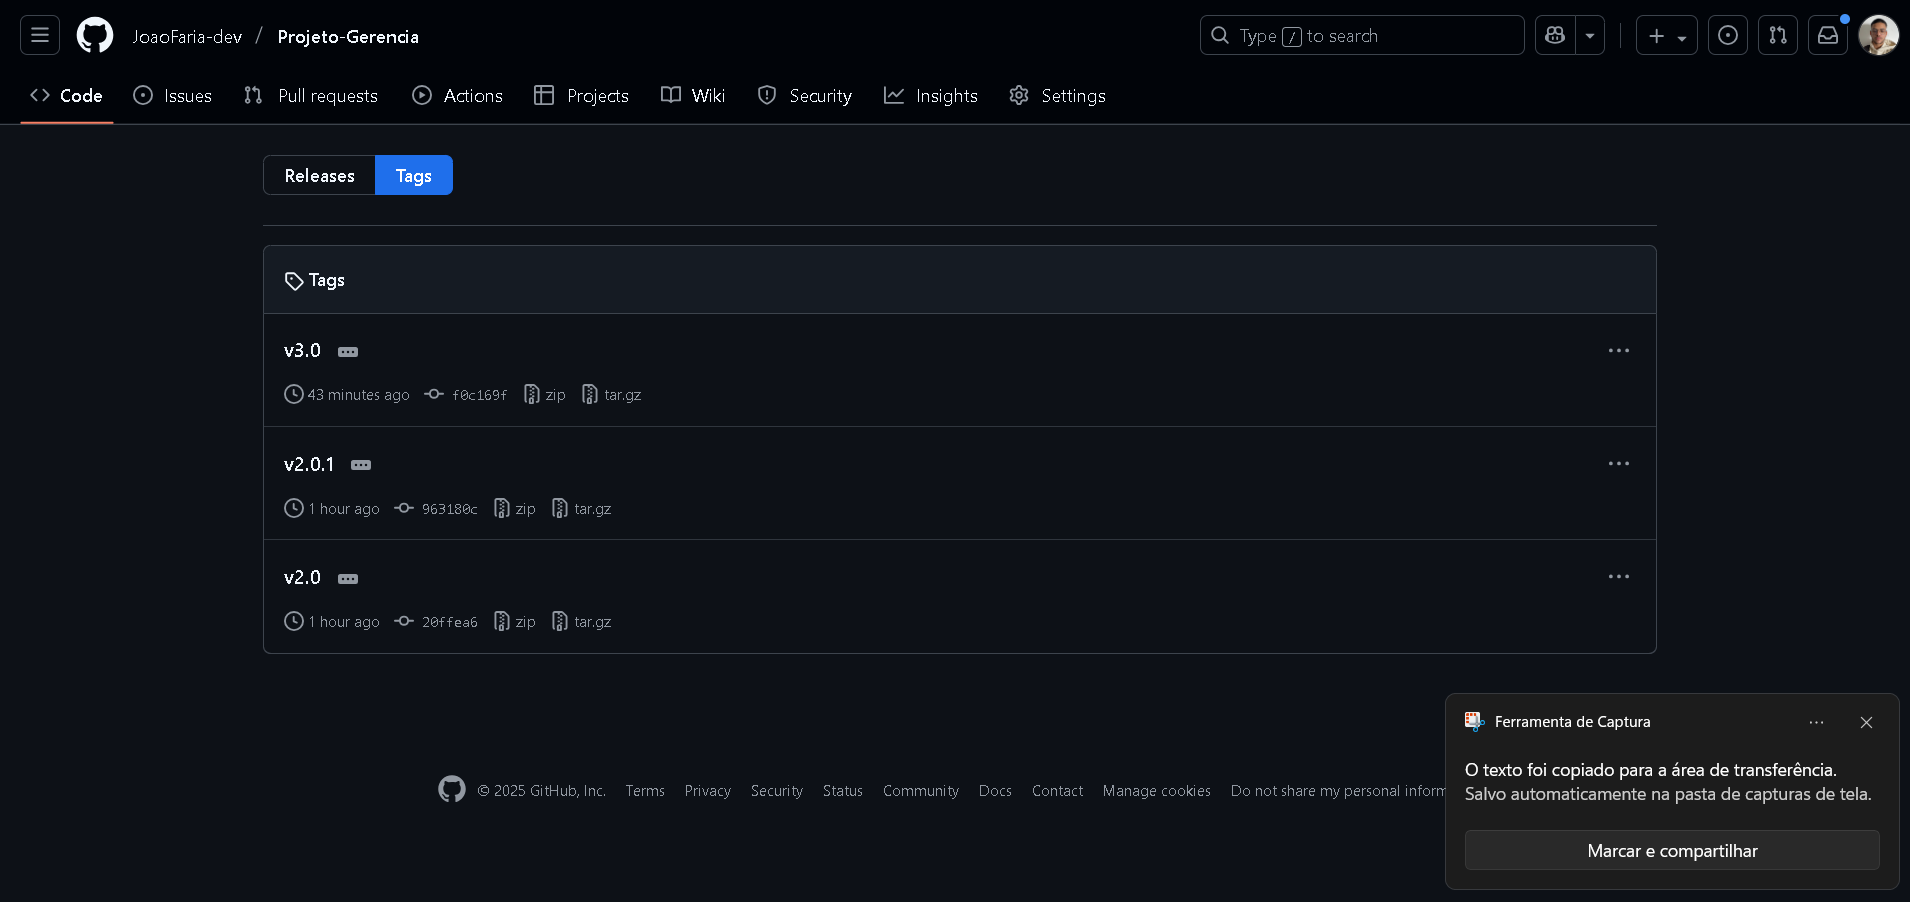 JoaoFaria-dev / Projeto-Gerencia
Type / to search
Code Issues Pull requests Actions Projects Wiki Security Insights Settings
Releases Tags
Tags
v3.0
43 minutes ago f0c169f zip tar.gz
v2.0.1
1 hour ago 963180c zip tar.gz
v2.0
1 hour ago 20ffea6 zip tar.gz
Ferramenta de Captura
O texto foi copiado para a área de transferência.
Salvo automaticamente na pasta de capturas de tela.
Marcar e compartilhar
© 2025 GitHub, Inc. Terms Privacy Security Status Community Docs Contact Manage cookies Do not share my personal inform